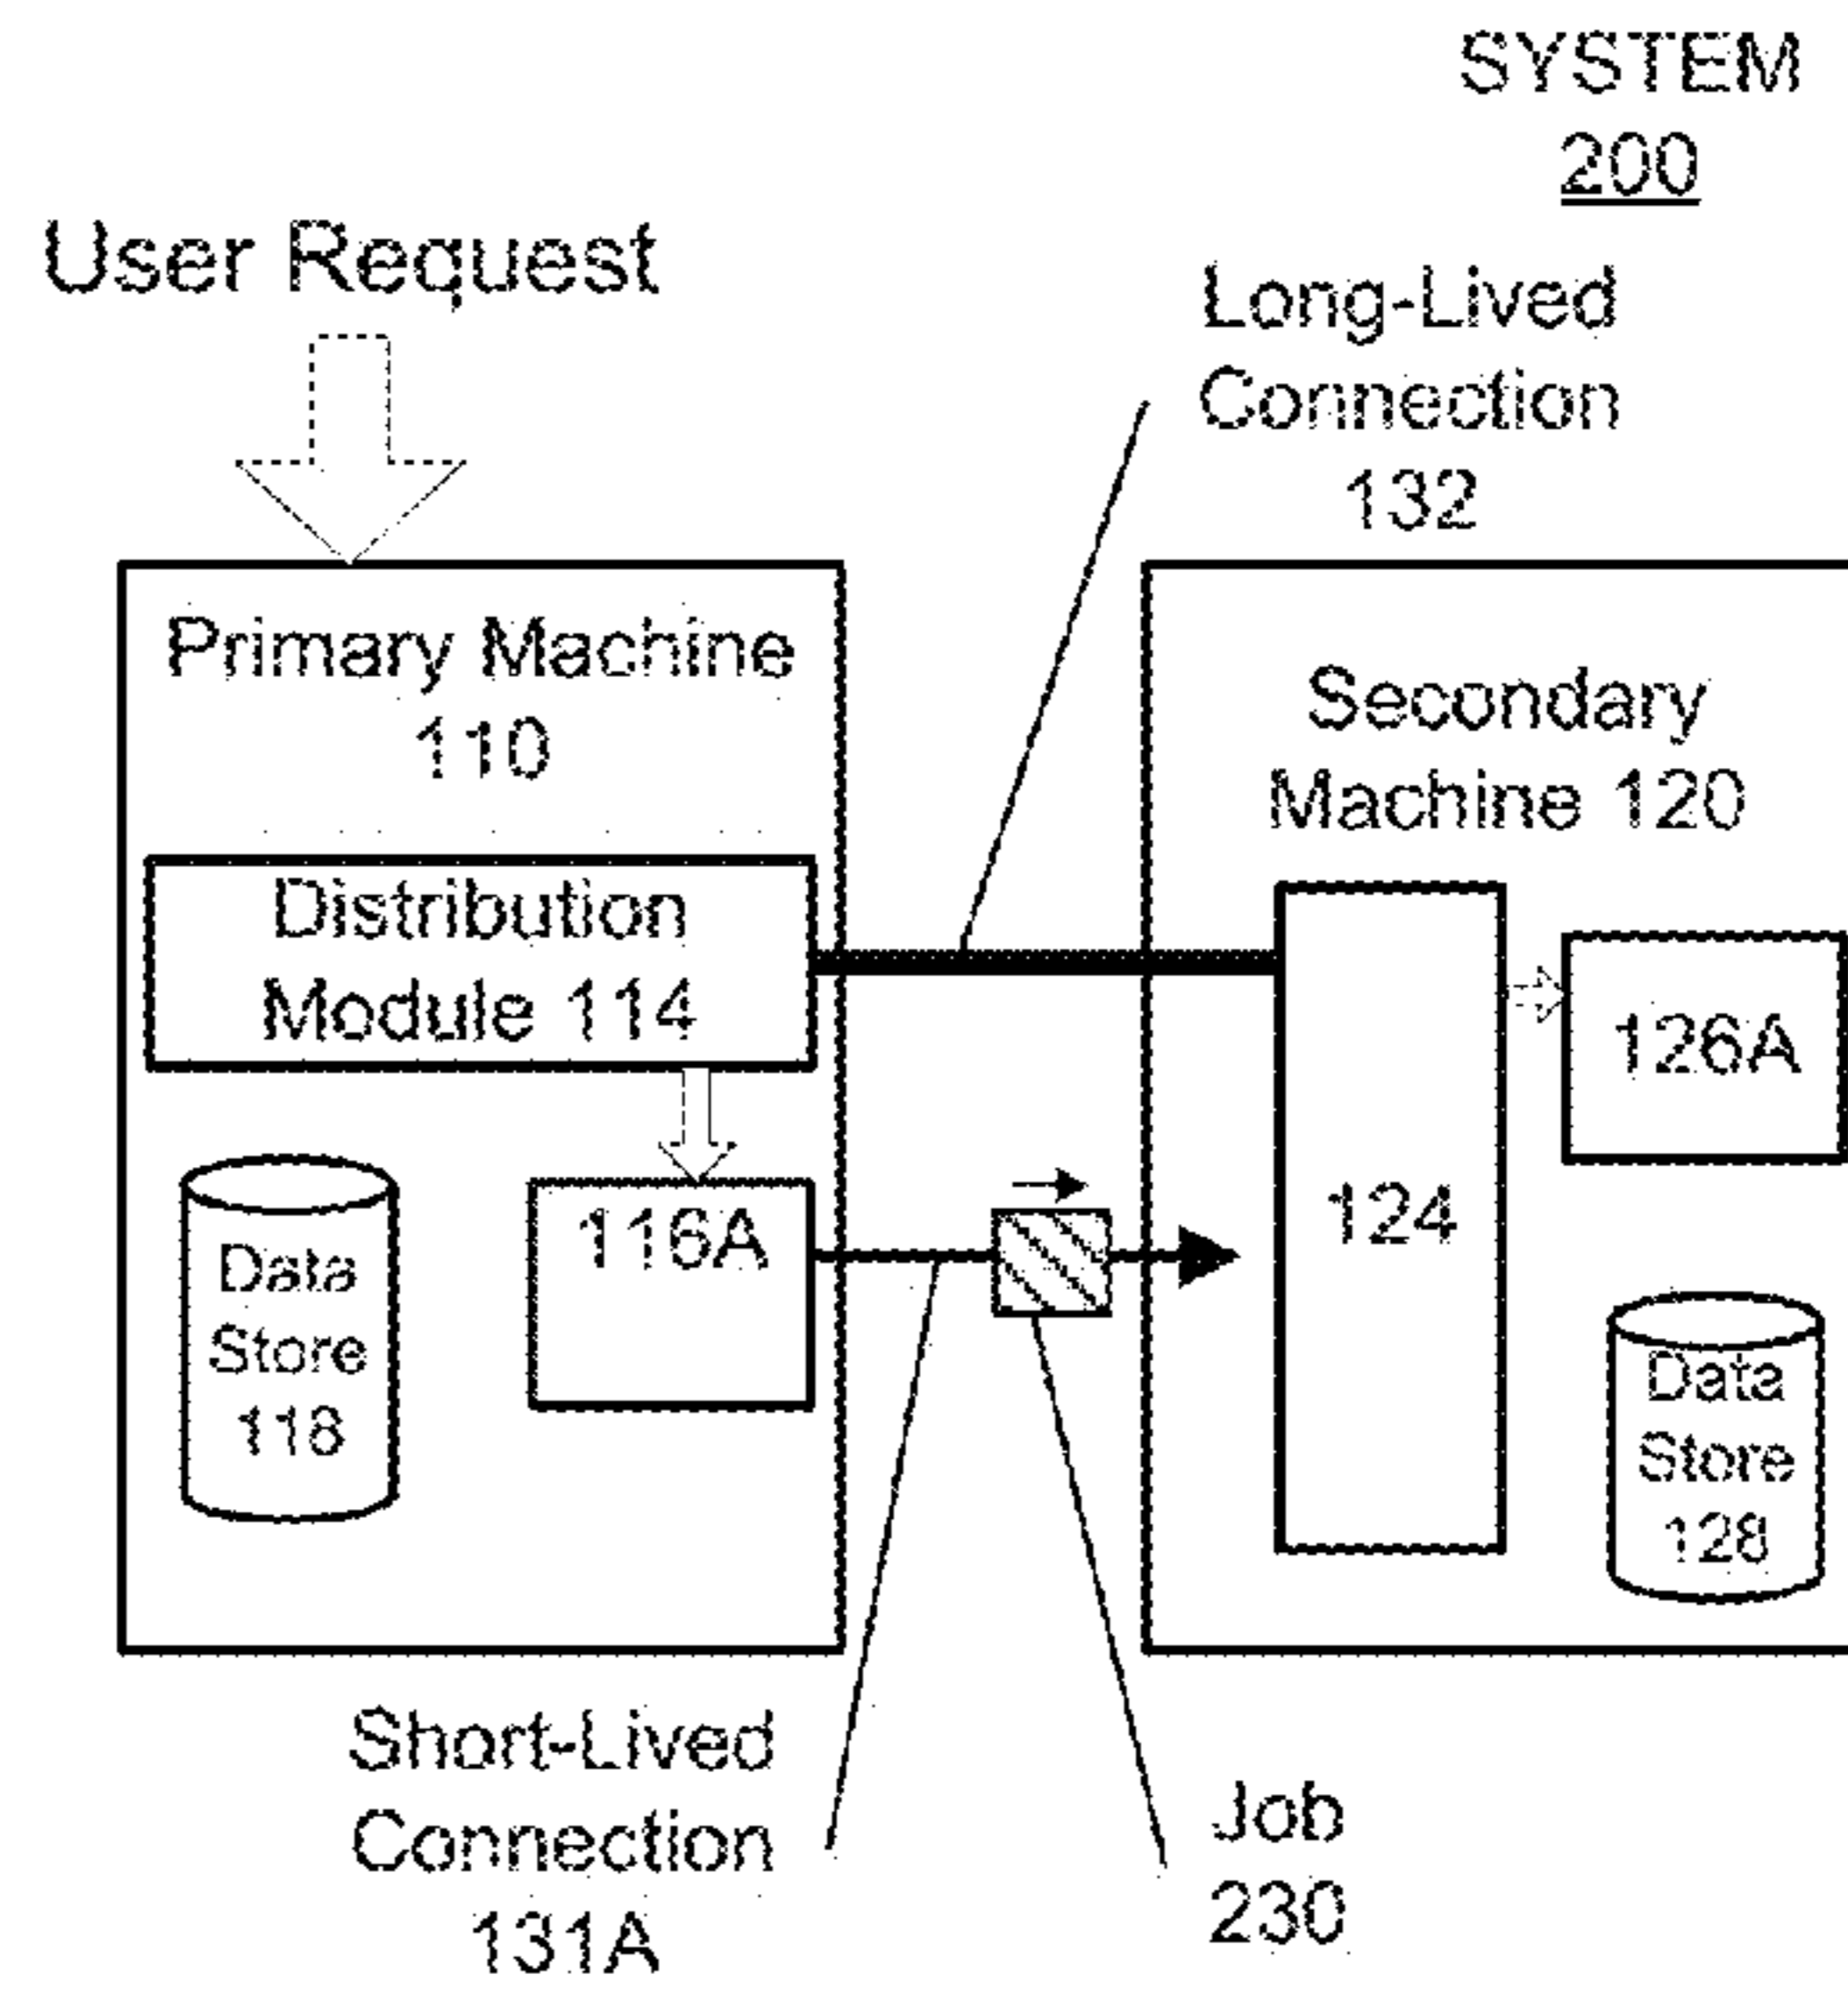 SYSTEM
200
User Request
Long-Lived
Connection
132
Primary Machine
110
Secondary
Machine 120
Distribution
Module 114
126A
116A
124
Data
Store
118
Data
Store
128
Short-Lived
Connection
131A
Job
230